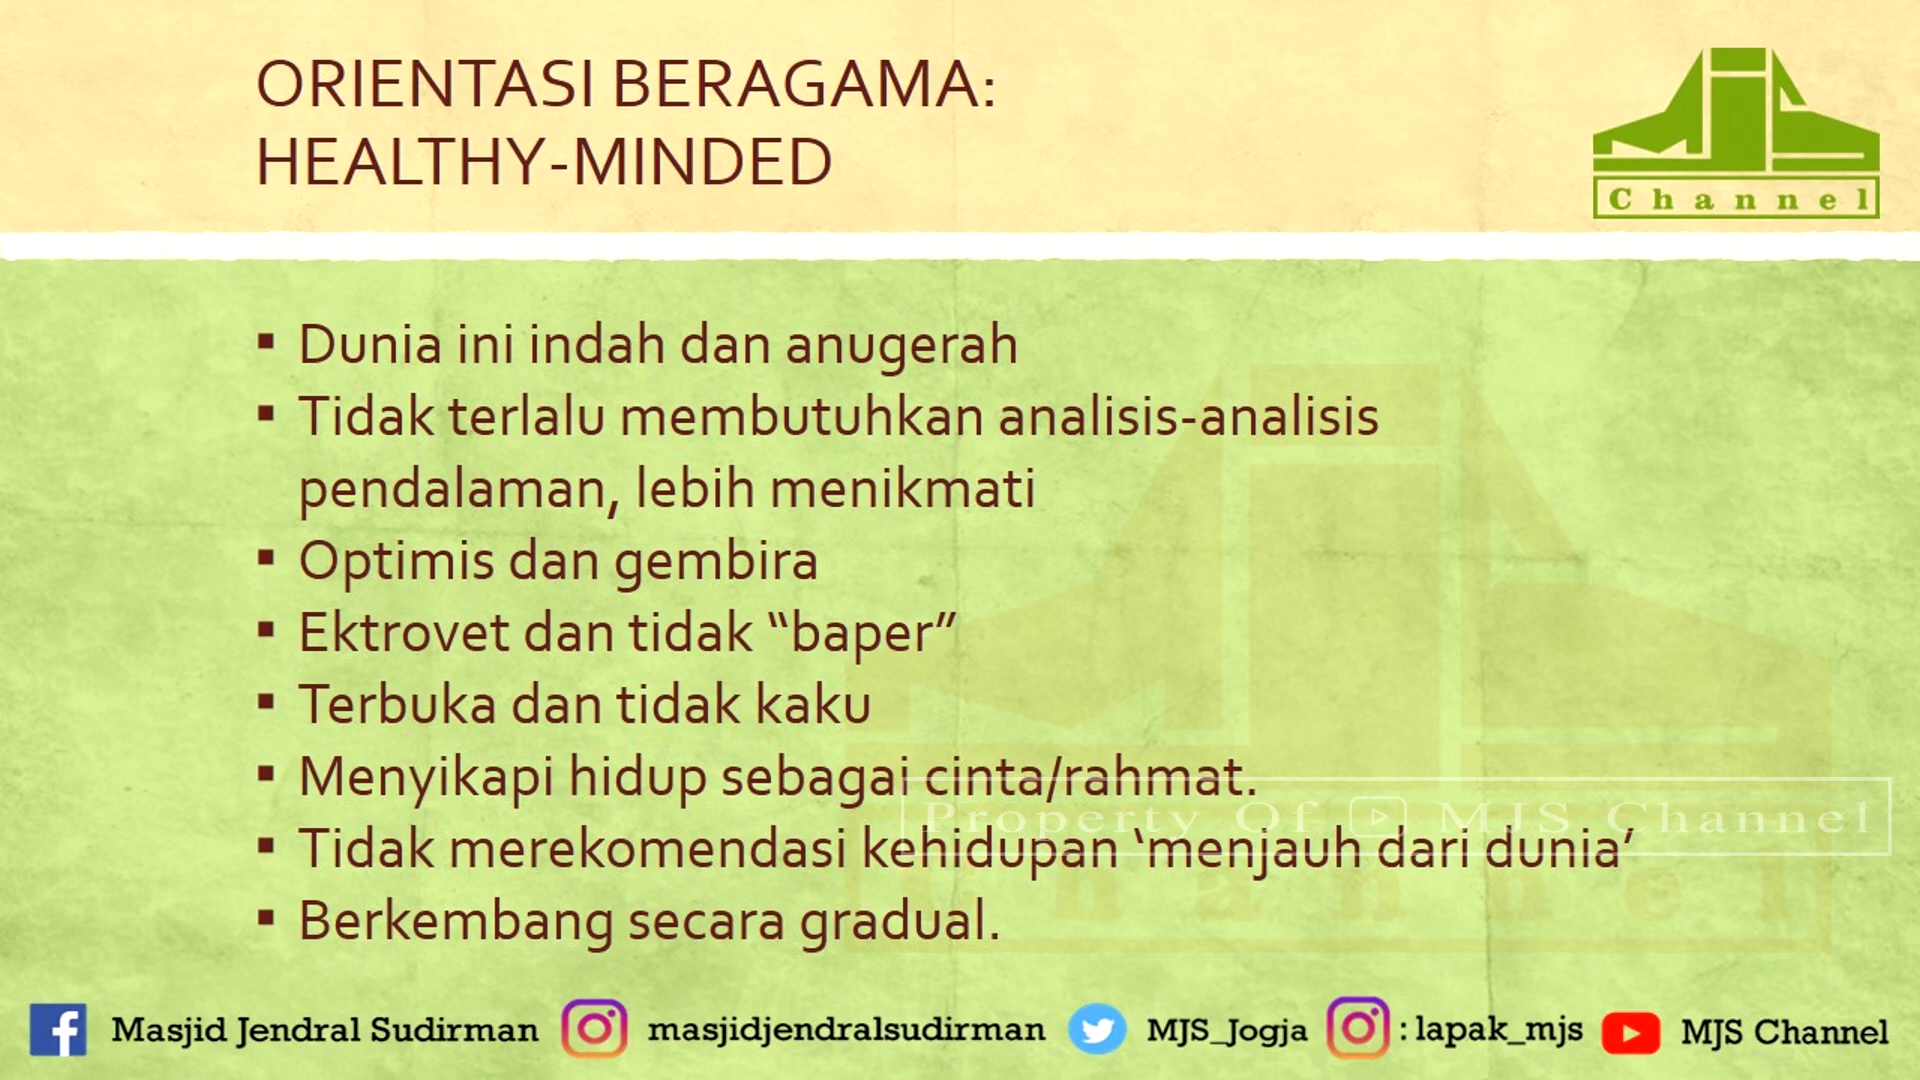 ORIENTASI BERAGAMA:
HEALTHY-MINDED
MJS
Channel
▪ Dunia ini indah dan anugerah
▪ Tidak terlalu membutuhkan analisis-analisis
pendalaman, lebih menikmati
▪ Optimis dan gembira
▪ Ektrovet dan tidak “baper”
▪ Terbuka dan tidak kaku
▪ Menyikapi hidup sebagai cinta/rahmat.
Property Of MJS Channel
▪ Tidak merekomendasi kehidupan ‘menjauh dari dunia’
Channel
▪ Berkembang secara gradual.
Masjid Jendral Sudirman masjidjendralsudirman MJS_Jogja : lapak_mjs MJS Channel